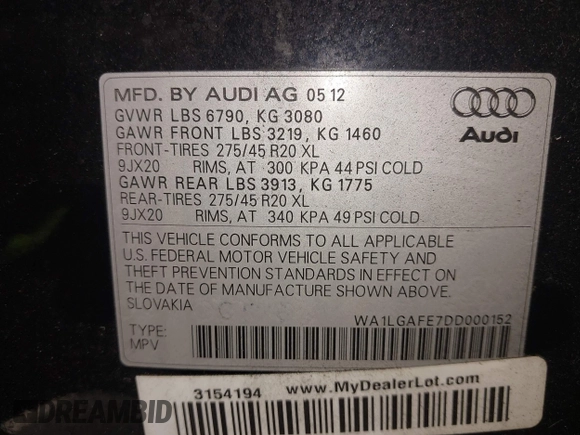 MFD. BY AUDI AG 05 12
GVWR LBS 6790, KG 3080
GAWR FRONT LBS 3219, KG 1460
FRONT-TIRES 275/45 R20 XL
9JX20 RIMS, AT 300 KPA 44 PSI COLD
GAWR REAR LBS 3913, KG 1775
REAR-TIRES 275/45 R20 XL
9JX20 RIMS, AT 340 KPA 49 PSI COLD
Audi
THIS VEHICLE CONFORMS TO ALL APPLICABLE
U.S. FEDERAL MOTOR VEHICLE SAFETY AND
THEFT PREVENTION STANDARDS IN EFFECT ON
THE DATE OF MANUFACTURE SHOWN ABOVE.
SLOVAKIA
WA1LGAFE7DD000152
TYPE:
MPV
3154194 www.MyDealerLot.com
DREAMBID